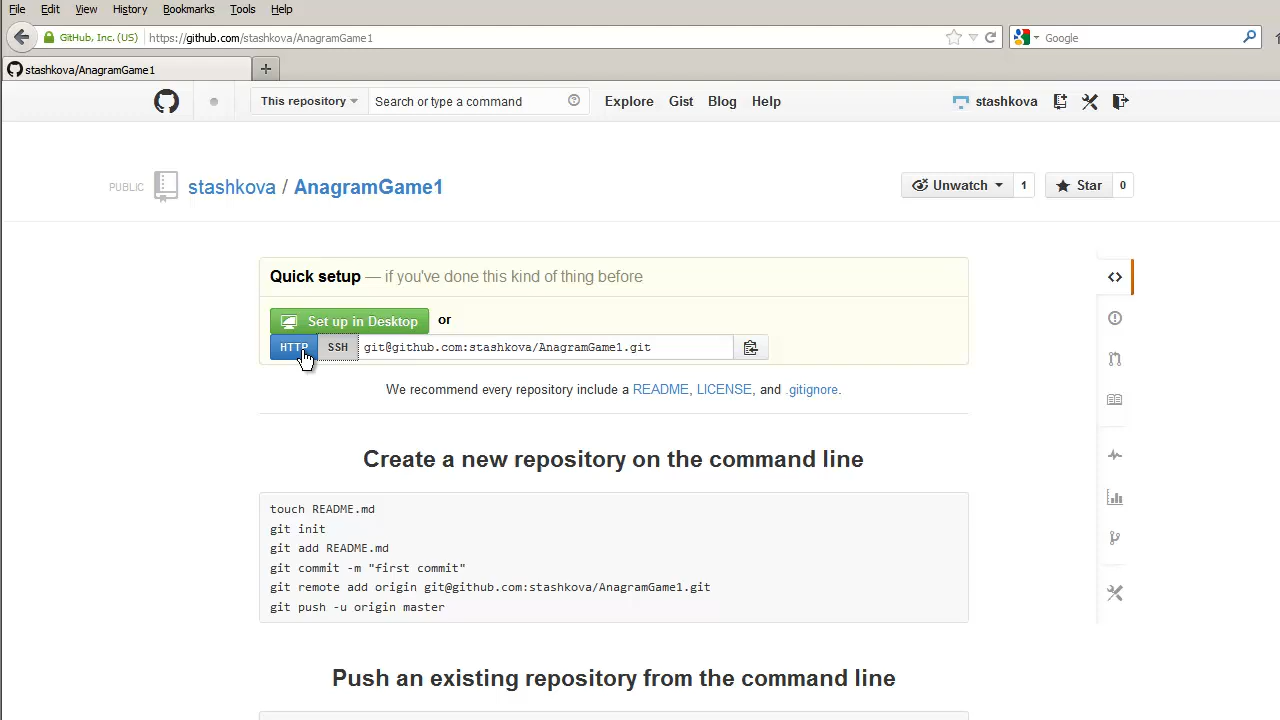 File Edit View History Bookmarks Tools Help
GitHub, Inc. (US) https://github.com/stashkova/AnagramGame1 Google
stashkova/AnagramGame1
This repository Search or type a command Explore Gist Blog Help stashkova
PUBLIC stashkova / AnagramGame1 Unwatch 1 Star 0
Quick setup — if you've done this kind of thing before
Set up in Desktop or
HTTP SSH git@github.com:stashkova/AnagramGame1.git
We recommend every repository include a README, LICENSE, and .gitignore.
Create a new repository on the command line
touch README.md
git init
git add README.md
git commit -m "first commit"
git remote add origin git@github.com:stashkova/AnagramGame1.git
git push -u origin master
Push an existing repository from the command line